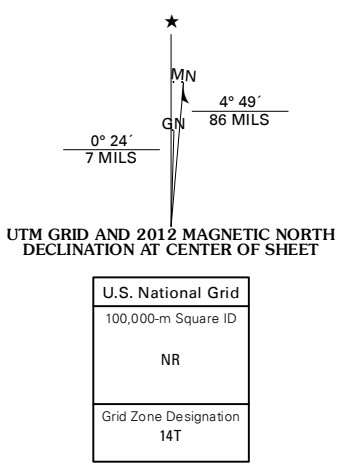 ★
MN
4° 49´
86 MILS
GN
0° 24´
7 MILS
UTM GRID AND 2012 MAGNETIC NORTH
DECLINATION AT CENTER OF SHEET
U.S. National Grid
100,000-m Square ID
NR
Grid Zone Designation
14T